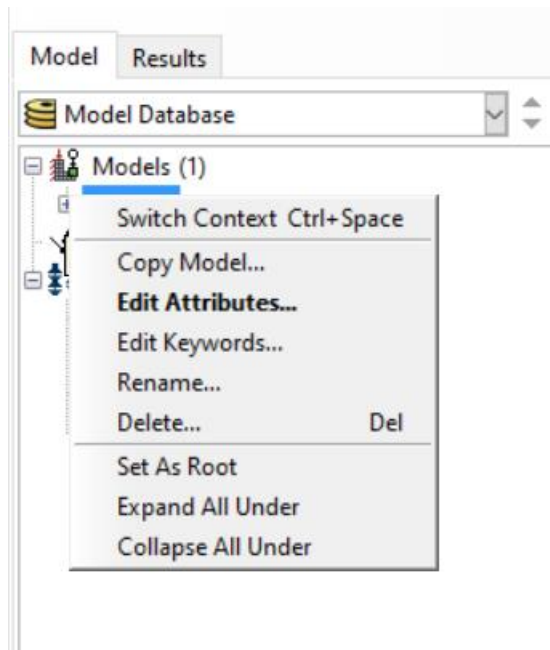 Model Results
Model Database
Models (1)
Switch Context Ctrl+Space
Copy Model...
Edit Attributes...
Edit Keywords...
Rename...
Delete... Del
Set As Root
Expand All Under
Collapse All Under